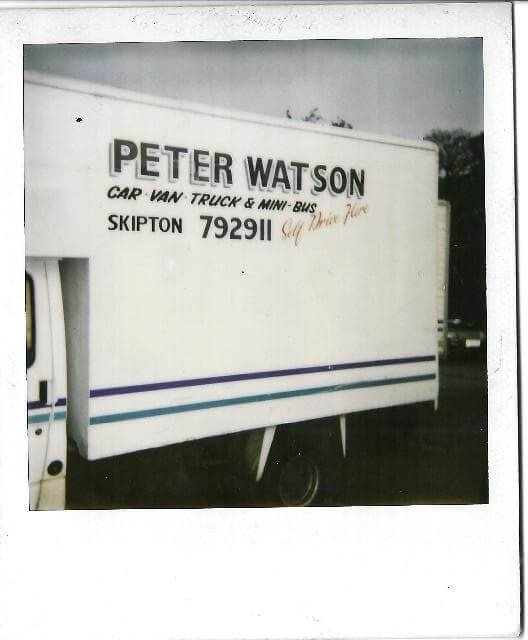 PETER WATSON
CAR - VAN - TRUCK & MINI - BUS
SKIPTON 792911 Self Drive Hire